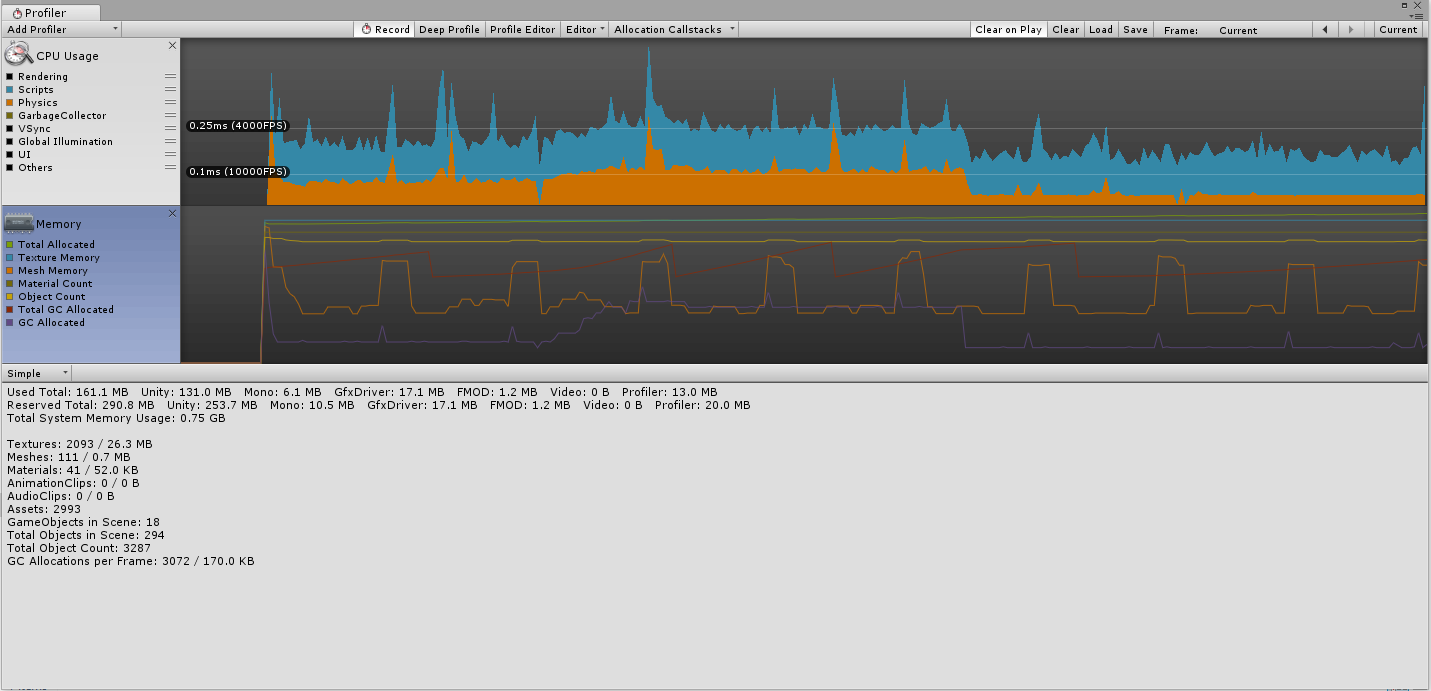 Profiler
Add Profiler Record Deep Profile Profile Editor Editor Allocation Callstacks Clear on Play Clear Load Save Frame: Current Current
CPU Usage
Rendering
Scripts
Physics
GarbageCollector
VSync
Global Illumination
UI
Others
0.25ms (4000FPS)
0.1ms (10000FPS)
Memory
Total Allocated
Texture Memory
Mesh Memory
Material Count
Object Count
Total GC Allocated
GC Allocated
Simple
Used Total: 161.1 MB Unity: 131.0 MB Mono: 6.1 MB GfxDriver: 17.1 MB FMOD: 1.2 MB Video: 0 B Profiler: 13.0 MB
Reserved Total: 290.8 MB Unity: 253.7 MB Mono: 10.5 MB GfxDriver: 17.1 MB FMOD: 1.2 MB Video: 0 B Profiler: 20.0 MB
Total System Memory Usage: 0.75 GB
Textures: 2093 / 26.3 MB
Meshes: 111 / 0.7 MB
Materials: 41 / 52.0 KB
AnimationClips: 0 / 0 B
AudioClips: 0 / 0 B
Assets: 2993
GameObjects in Scene: 18
Total Objects in Scene: 294
Total Object Count: 3287
GC Allocations per Frame: 3072 / 170.0 KB